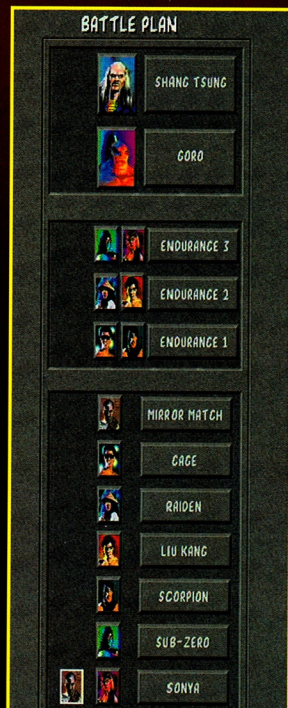 BATTLE PLAN
SHANG TSUNG
GORO
ENDURANCE 3
ENDURANCE 2
ENDURANCE 1
MIRROR MATCH
CAGE
RAIDEN
LIU KANG
SCORPION
SUB-ZERO
SONYA